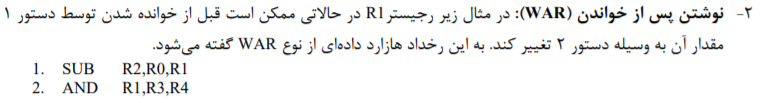 ۲- نوشتن پس از خواندن (WAR): در مثال زیر رجیستر R1 در حالاتی ممکن است قبل از خوانده شدن توسط دستور ۱
مقدار آن به وسیله دستور ۲ تغییر کند. به این رخداد هازارد داده‌ای از نوع WAR گفته می‌شود.
1. SUB R2,R0,R1
2. AND R1,R3,R4